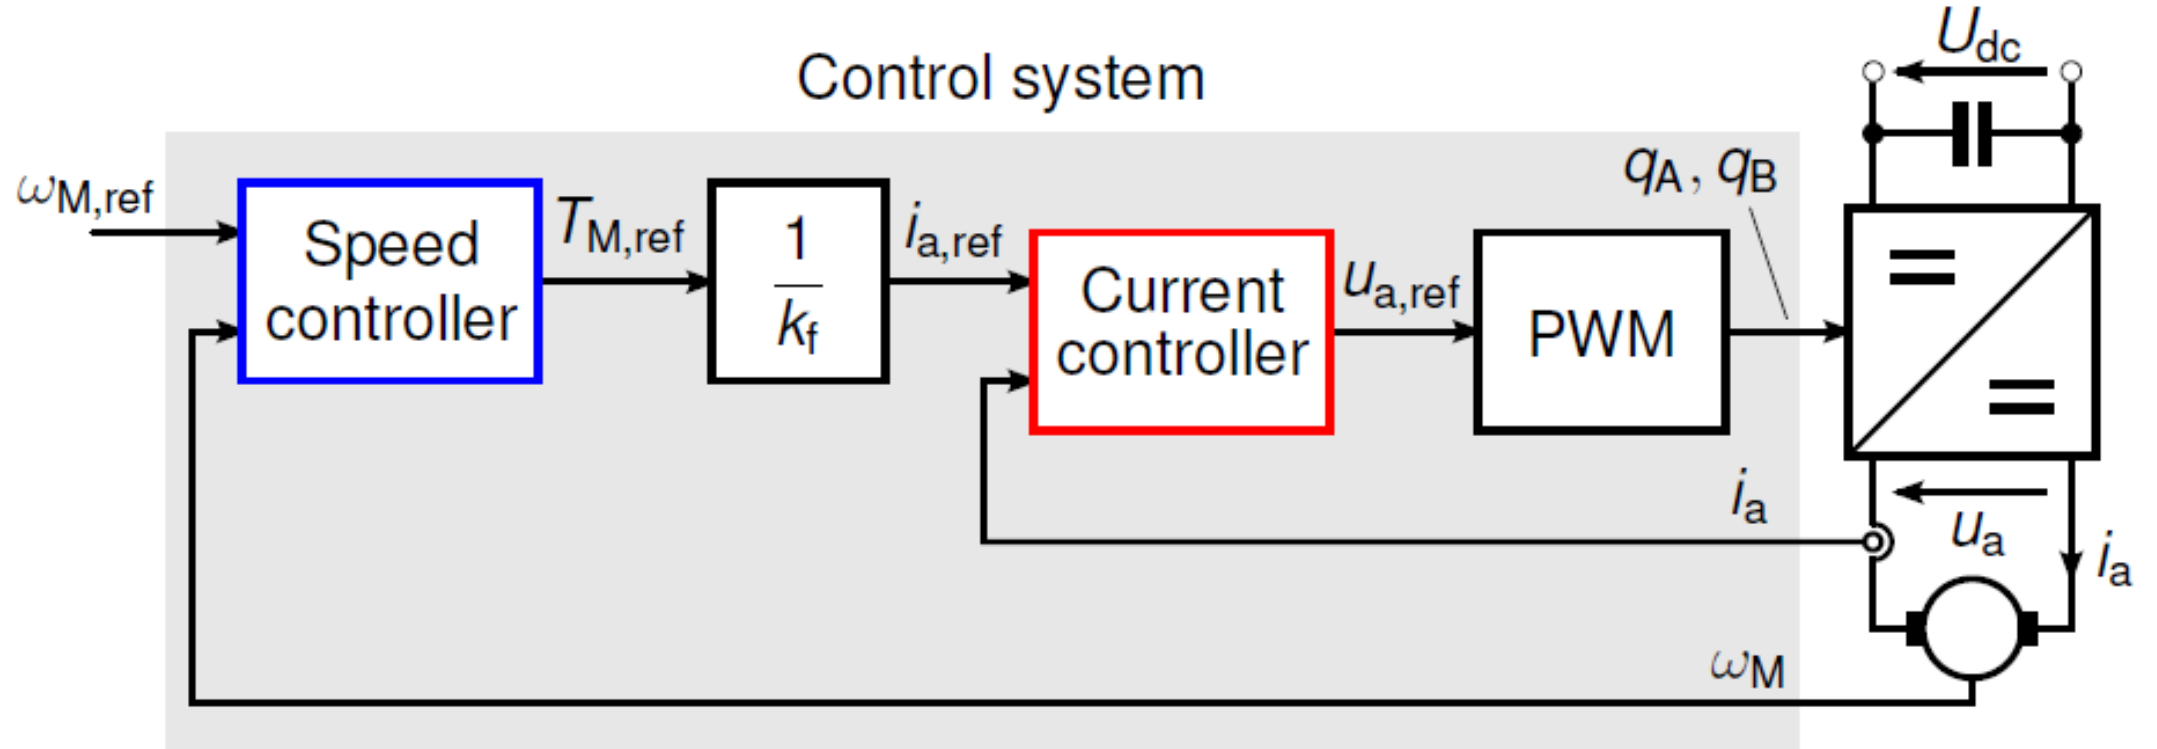 Control system
U_dc
ω_M,ref
Speed
controller
T_M,ref
1
k_f
i_a,ref
Current
controller
u_a,ref
PWM
q_A, q_B
i_a
u_a
i_a
ω_M